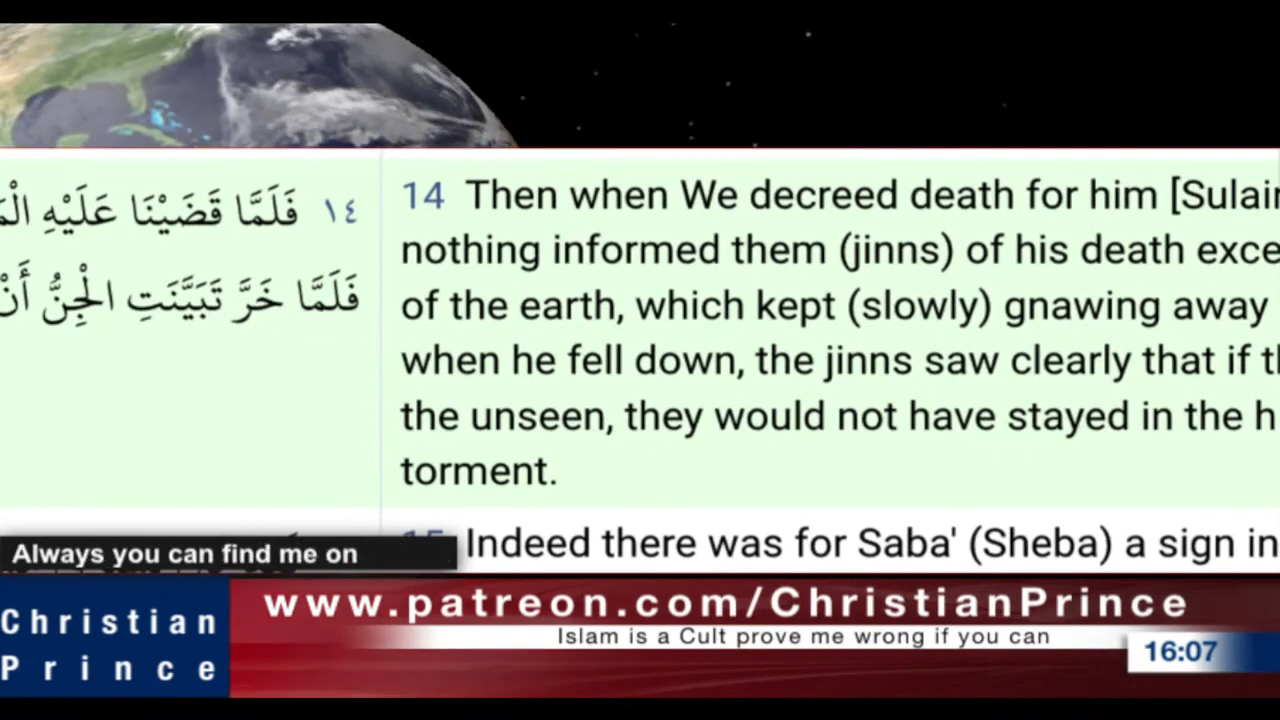 ١٤ فَلَمَّا قَضَيْنَا عَلَيْهِ
فَلَمَّا خَرَّ تَبَيَّنَتِ الْجِنُّ أَنْ
14 Then when We decreed death for him [Sulai
nothing informed them (jinns) of his death exce
of the earth, which kept (slowly) gnawing away
when he fell down, the jinns saw clearly that if t
the unseen, they would not have stayed in the h
torment.
15 Indeed there was for Saba' (Sheba) a sign in
Always you can find me on
Christian
Prince
www.patreon.com/ChristianPrince
Islam is a Cult prove me wrong if you can
16:07